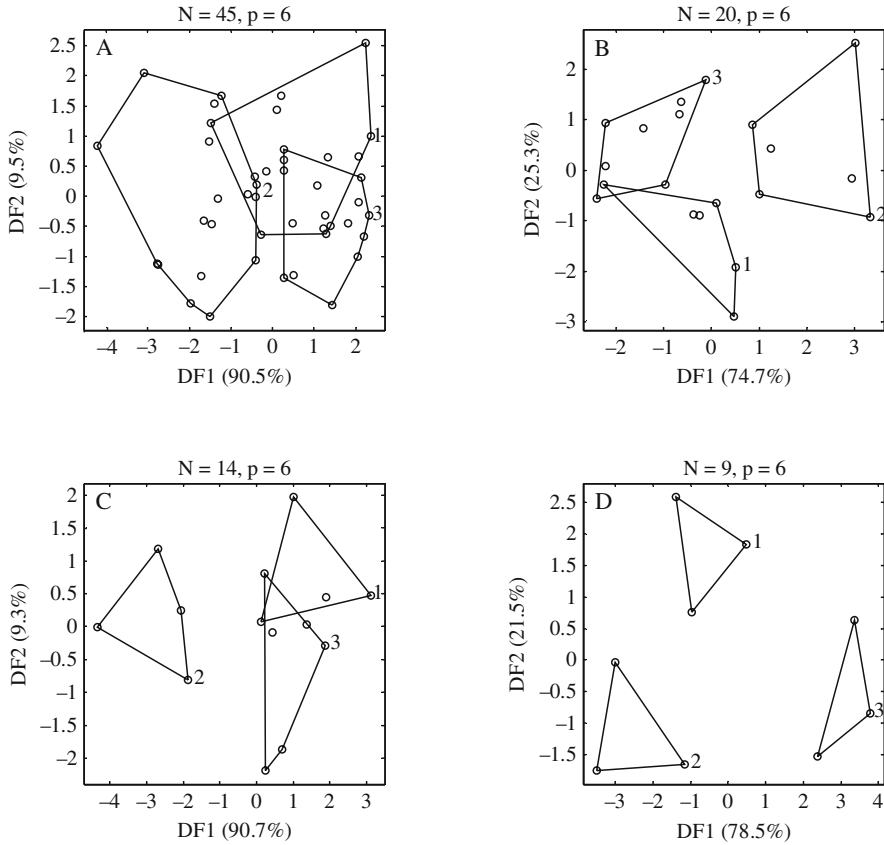 N = 45, p = 6
A
2.5
2
1.5
1
0.5
0
–0.5
–1
–1.5
–2
DF2 (9.5%)
1
2
3
–4 –3 –2 –1 0 1 2
DF1 (90.5%)
N = 20, p = 6
B
2
1
0
–1
–2
–3
DF2 (25.3%)
3
2
1
–2 –1 0 1 2 3
DF1 (74.7%)
N = 14, p = 6
C
2
1.5
1
0.5
0
–0.5
–1
–1.5
–2
DF2 (9.3%)
1
3
2
–4 –3 –2 –1 0 1 2 3
DF1 (90.7%)
N = 9, p = 6
D
2.5
2
1.5
1
0.5
0
–0.5
–1
–1.5
DF2 (21.5%)
1
3
2
–3 –2 –1 0 1 2 3 4
DF1 (78.5%)